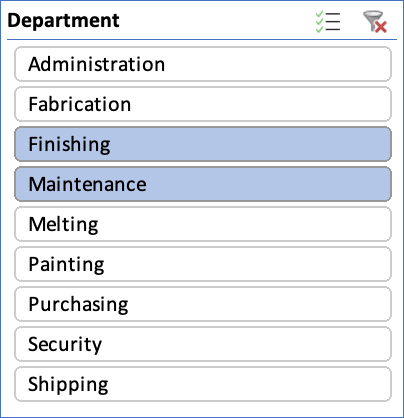 Department
Administration
Fabrication
Finishing
Maintenance
Melting
Painting
Purchasing
Security
Shipping